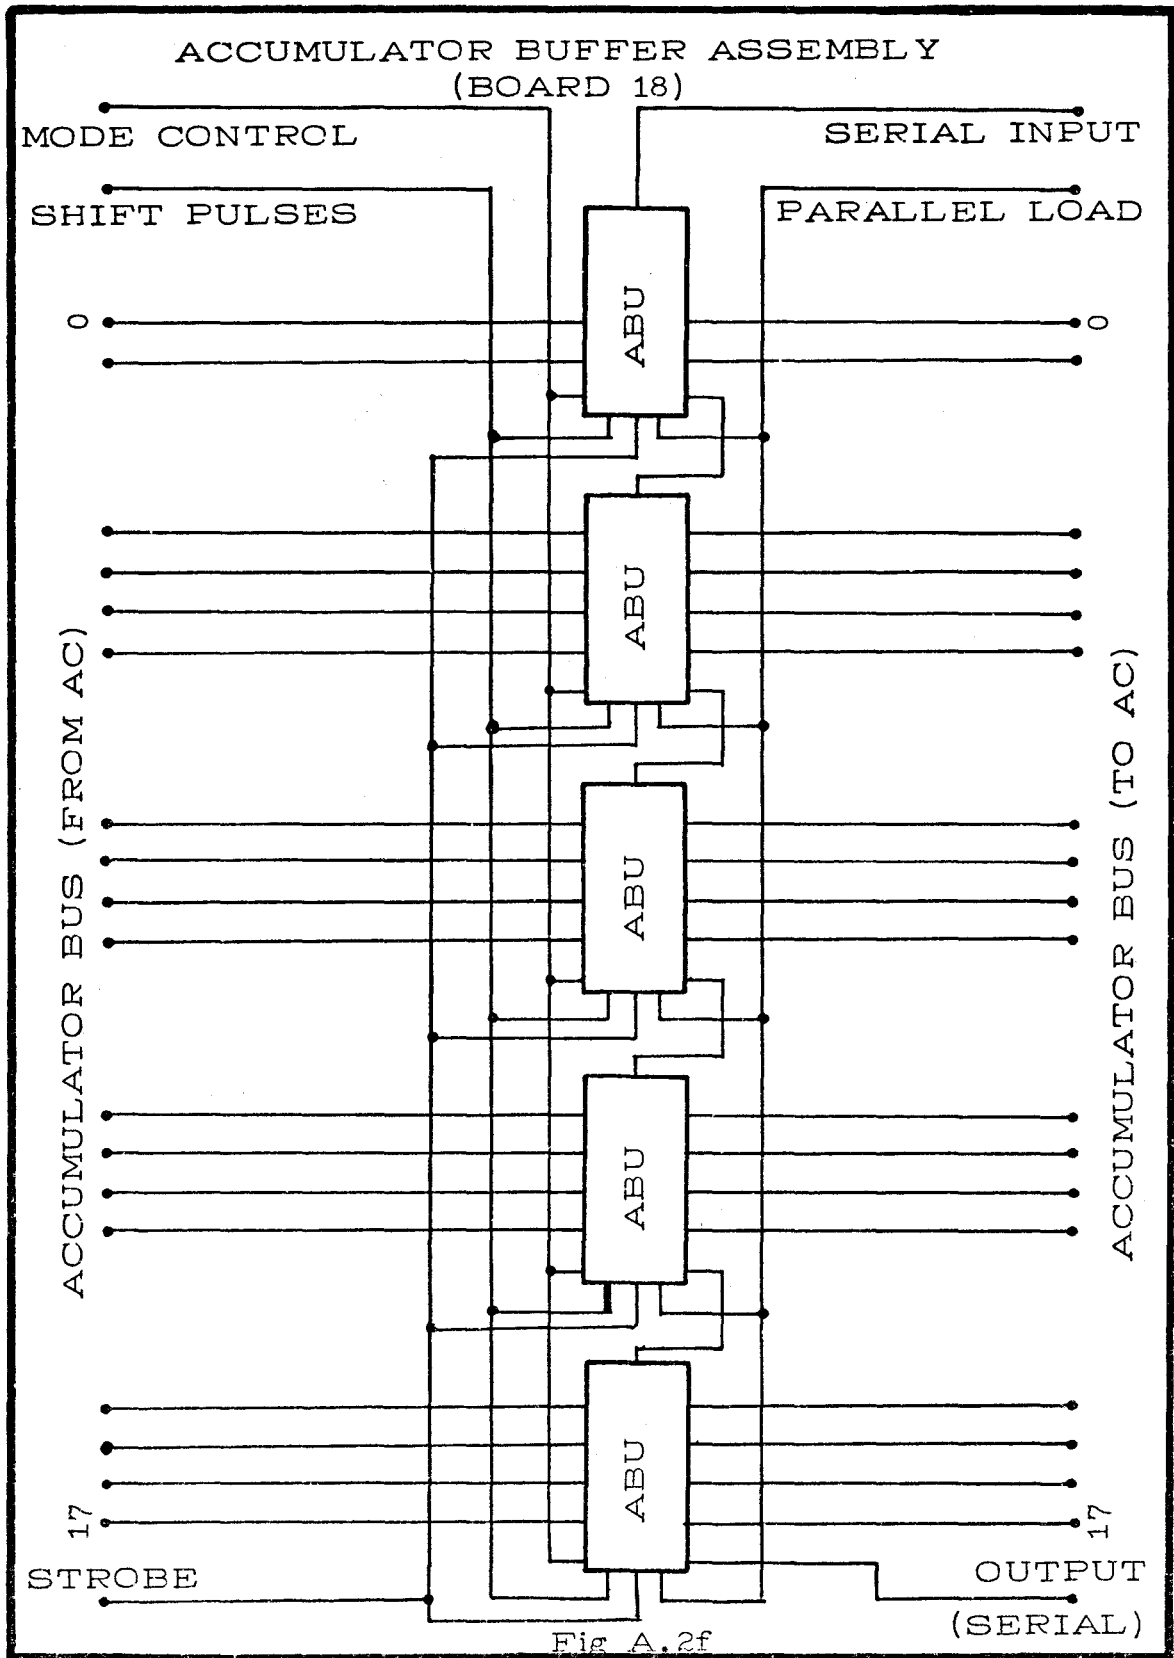 ACCUMULATOR BUFFER ASSEMBLY
(BOARD 18)
MODE CONTROL
SERIAL INPUT
SHIFT PULSES
PARALLEL LOAD
0
ABU
0
ABU
ACCUMULATOR BUS (FROM AC)
ACCUMULATOR BUS (TO AC)
ABU
ABU
ABU
17
17
STROBE
OUTPUT
(SERIAL)
Fig A.2f